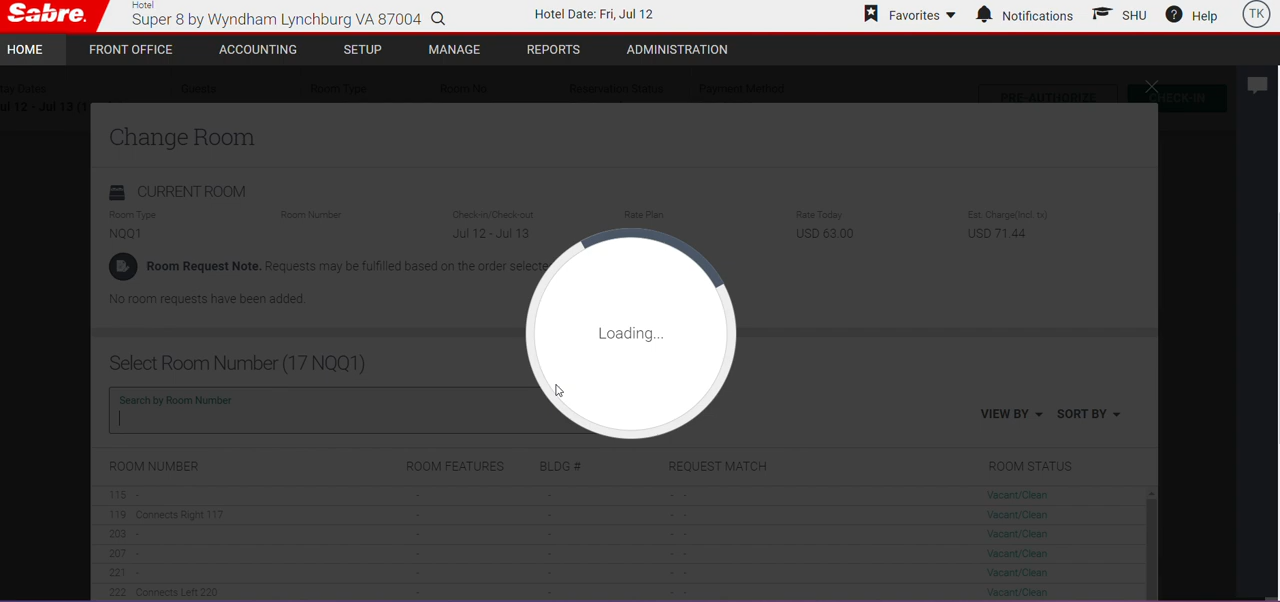 Sabre.
Hotel
Super 8 by Wyndham Lynchburg VA 87004
Hotel Date: Fri, Jul 12
Favorites
Notifications
SHU
Help
TK
HOME
FRONT OFFICE
ACCOUNTING
SETUP
MANAGE
REPORTS
ADMINISTRATION
tay Dates
Guests
Room Type
Room No
Reservation Status
Payment Method
ul 12 - Jul 13 (1
PRE-AUTHORIZE
CHECK-IN
Change Room
CURRENT ROOM
Room Type
Room Number
Check-in/Check-out
Rate Plan
Rate Today
Est. Charge(incl. tx)
NQQ1
Jul 12 - Jul 13
USD 63.00
USD 71.44
Room Request Note. Requests may be fulfilled based on the order selecte
No room requests have been added.
Loading...
Select Room Number (17 NQQ1)
Search by Room Number
VIEW BY
SORT BY
ROOM NUMBER
ROOM FEATURES
BLDG #
REQUEST MATCH
ROOM STATUS
115 - - - - - Vacant/Clean
119 Connects Right 117 - - - - Vacant/Clean
203 - - - - - Vacant/Clean
207 - - - - - Vacant/Clean
221 - - - - - Vacant/Clean
222 Connects Left 220 - - - - Vacant/Clean